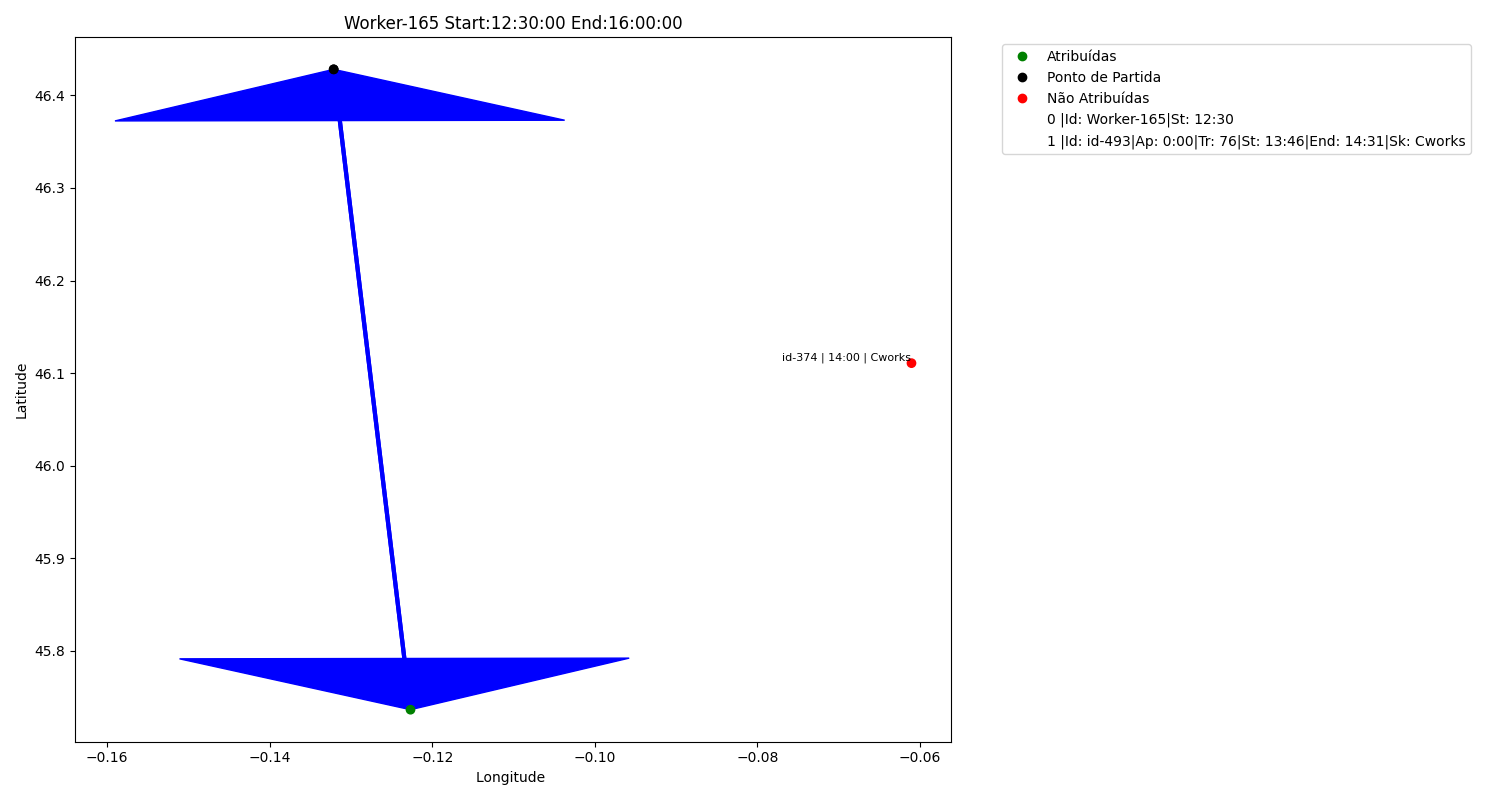 Worker-165 Start:12:30:00 End:16:00:00
Atribuídas
Ponto de Partida
Não Atribuídas
0 |Id: Worker-165|St: 12:30
1 |Id: id-493|Ap: 0:00|Tr: 76|St: 13:46|End: 14:31|Sk: Cworks
46.4
46.3
46.2
46.1
46.0
45.9
45.8
Latitude
id-374 | 14:00 | Cworks
−0.16
−0.14
−0.12
−0.10
−0.08
−0.06
Longitude